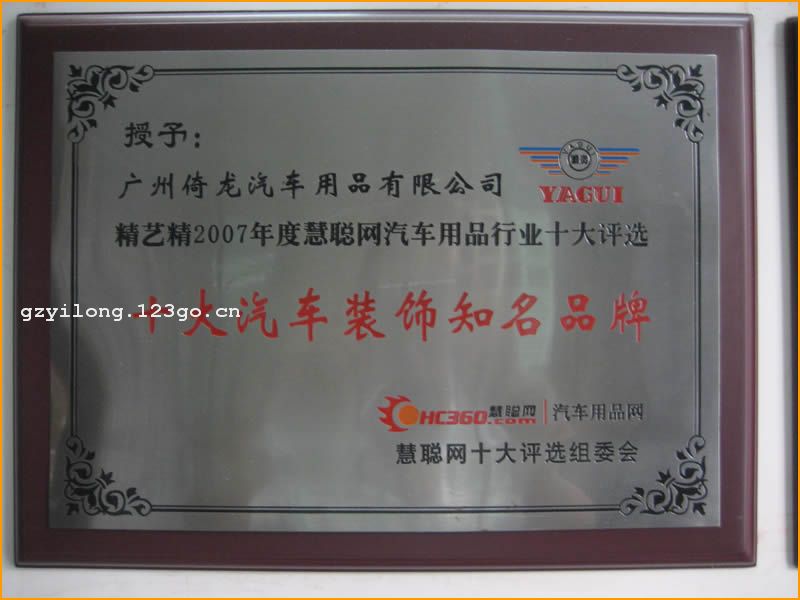 授予：
YAGUI
雅贵
YAGUI
广州倚龙汽车用品有限公司
精艺精2007年度慧聪网汽车用品行业十大评选
gzyilong.123go.cn
十大汽车装饰知名品牌
HC360慧聪网.com | 汽车用品网
慧聪网十大评选组委会